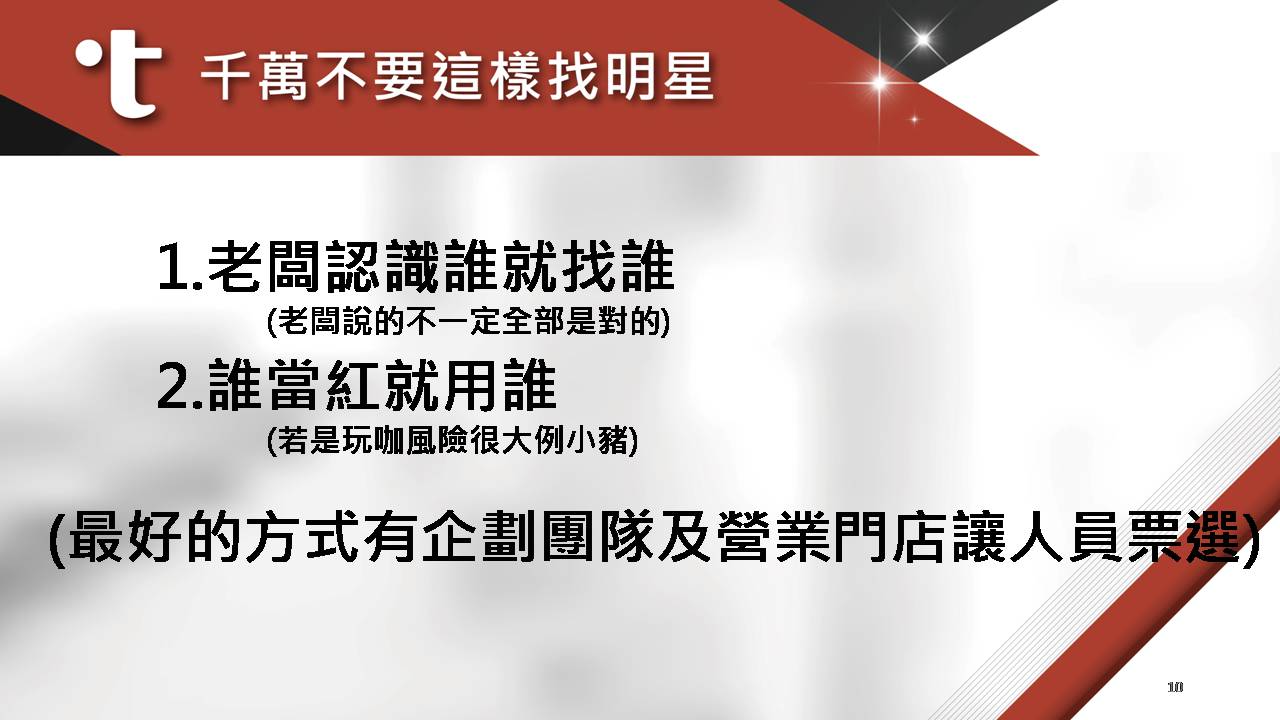 t
千萬不要這樣找明星
1.老闆認識誰就找誰
(老闆說的不一定全部是對的)
2.誰當紅就用誰
(若是玩咖風險很大例小豬)
(最好的方式有企劃團隊及營業門店讓人員票選)
10